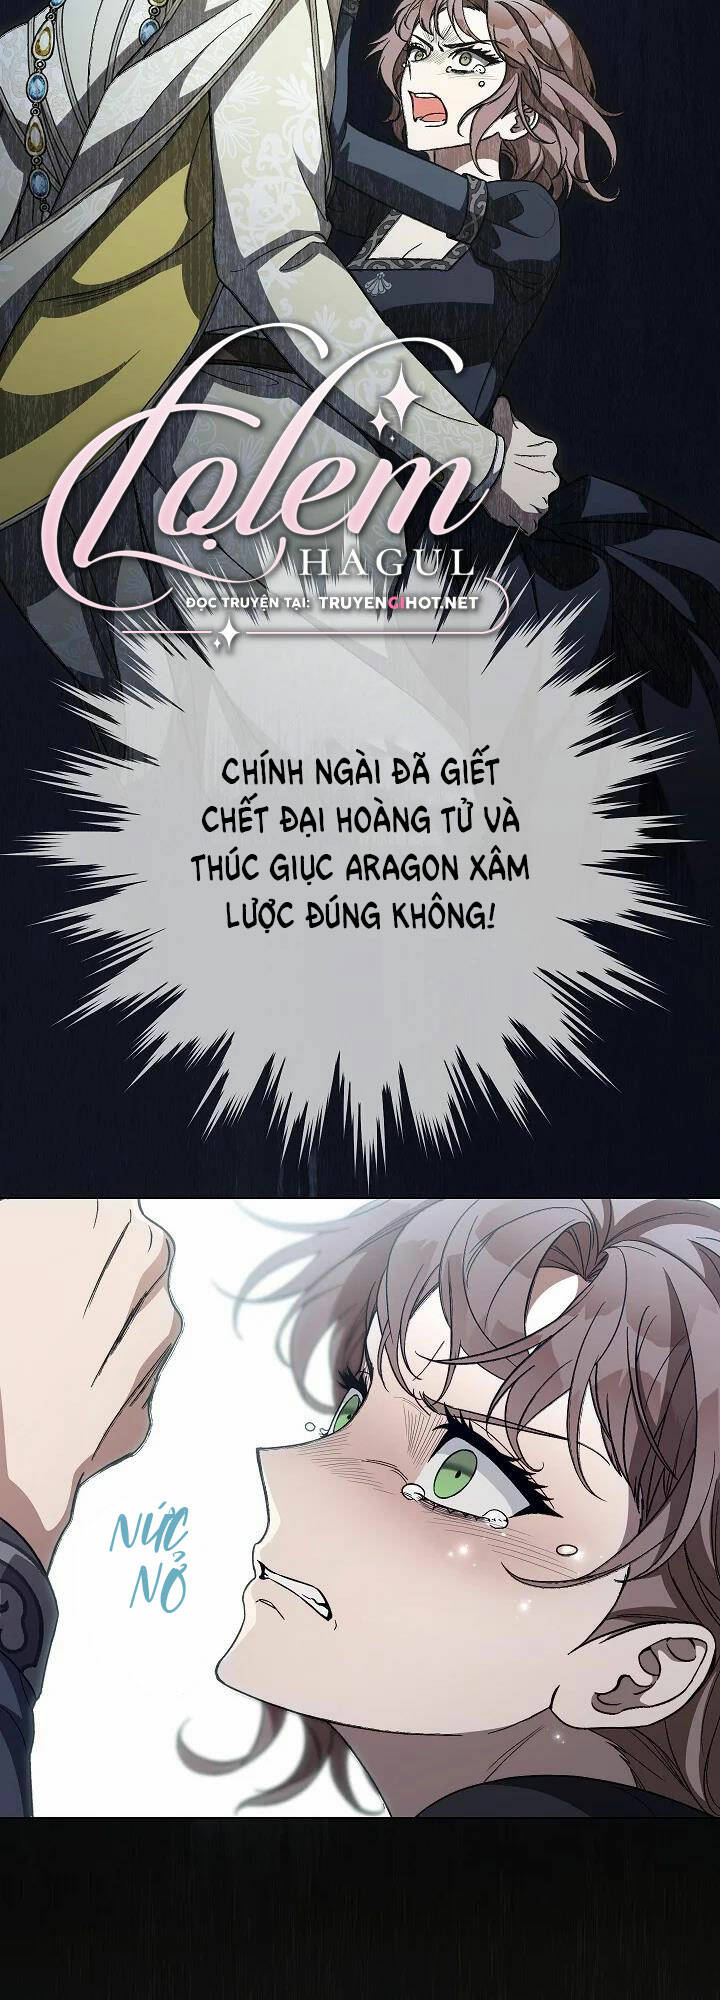 Lọlem
HAGUL
ĐỌC TRUYỆN TẠI: TRUYENGIHOT.NET
CHÍNH NGÀI ĐÃ GIẾT
CHẾT ĐẠI HOÀNG TỬ VÀ
THÚC GIỤC ARAGON XÂM
LƯỢC ĐÚNG KHÔNG!
NỨC
NỞ